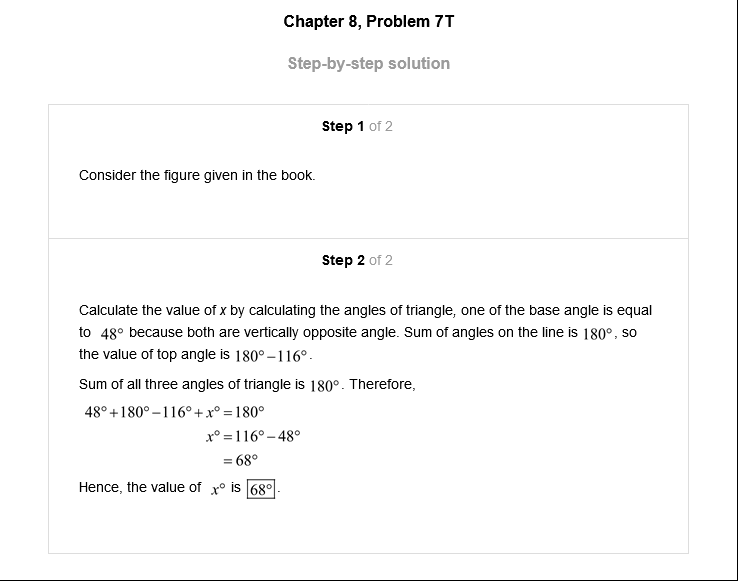 Chapter 8, Problem 7T
Step-by-step solution
Step 1 of 2
Consider the figure given in the book.
Step 2 of 2
Calculate the value of x by calculating the angles of triangle, one of the base angle is equal
to 48° because both are vertically opposite angle. Sum of angles on the line is 180°, so
the value of top angle is 180°−116°.
Sum of all three angles of triangle is 180°. Therefore,
48°+180°−116°+x°=180°
x°=116°−48°
=68°
Hence, the value of x° is 68°.